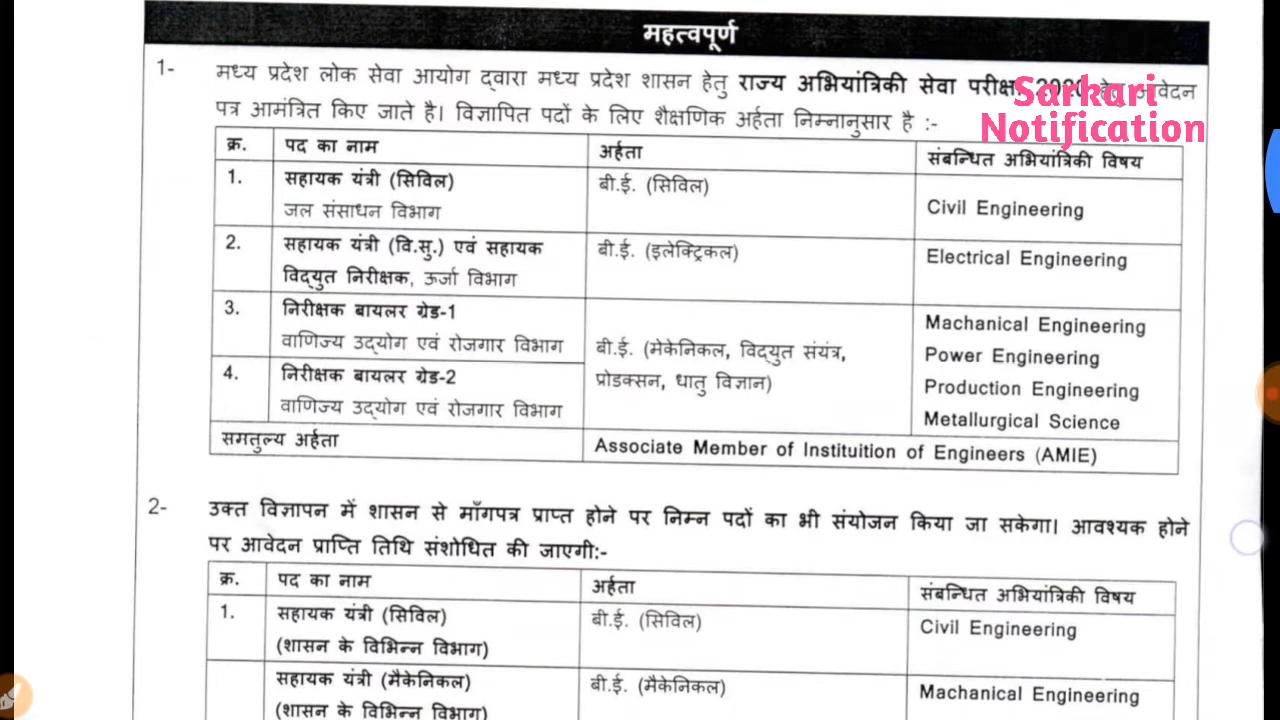 महत्वपूर्ण
1- मध्य प्रदेश लोक सेवा आयोग द्वारा मध्य प्रदेश शासन हेतु राज्य अभियांत्रिकी सेवा आवेदन
Sarkari
पत्र आमंत्रित किए जाते है। विज्ञापित पदों के लिए शैक्षणिक अर्हता निम्नानुसार है :-
Notification
क्र. पद का नाम अर्हता संबन्धित अभियांत्रिकी विषय
1. सहायक यंत्री (सिविल) बी.ई. (सिविल)
जल संसाधन विभाग Civil Engineering
2. सहायक यंत्री (वि.सु.) एवं सहायक बी.ई. (इलेक्ट्रिकल) Electrical Engineering
विद्युत निरीक्षक, ऊर्जा विभाग
3. निरीक्षक बायलर ग्रेड-1 Machanical Engineering
वाणिज्य उद्योग एवं रोजगार विभाग बी.ई. (मेकेनिकल, विद्युत संयंत्र, Power Engineering
4. निरीक्षक बायलर ग्रेड-2 प्रोडक्सन, धातु विज्ञान) Production Engineering
वाणिज्य उद्योग एवं रोजगार विभाग Metallurgical Science
समतुल्य अर्हता Associate Member of Instituition of Engineers (AMIE)
2- उक्त विज्ञापन में शासन से माँगपत्र प्राप्त होने पर निम्न पदों का भी संयोजन किया जा सकेगा। आवश्यक होने
पर आवेदन प्राप्ति तिथि संशोधित की जाएगी:-
क्र. पद का नाम अर्हता संबन्धित अभियांत्रिकी विषय
1. सहायक यंत्री (सिविल) बी.ई. (सिविल) Civil Engineering
(शासन के विभिन्न विभाग)
सहायक यंत्री (मैकेनिकल) बी.ई. (मैकेनिकल) Machanical Engineering
(शासन के विभिन्न विभाग)